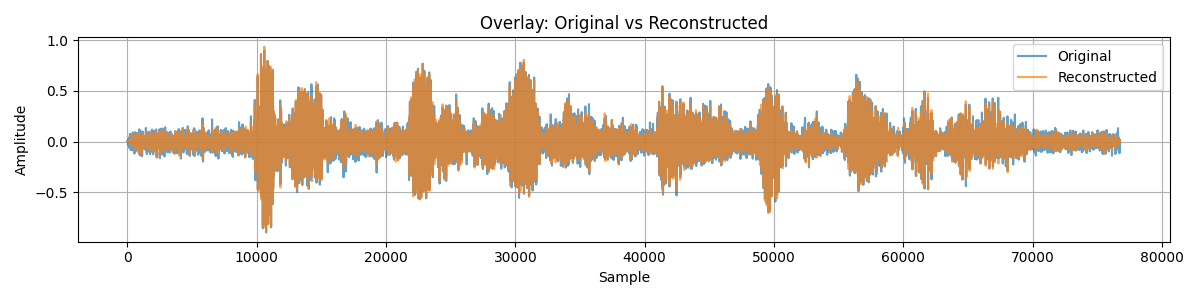 Overlay: Original vs Reconstructed
1.0
0.5
0.0
−0.5
Amplitude
Original
Reconstructed
0 10000 20000 30000 40000 50000 60000 70000 80000
Sample